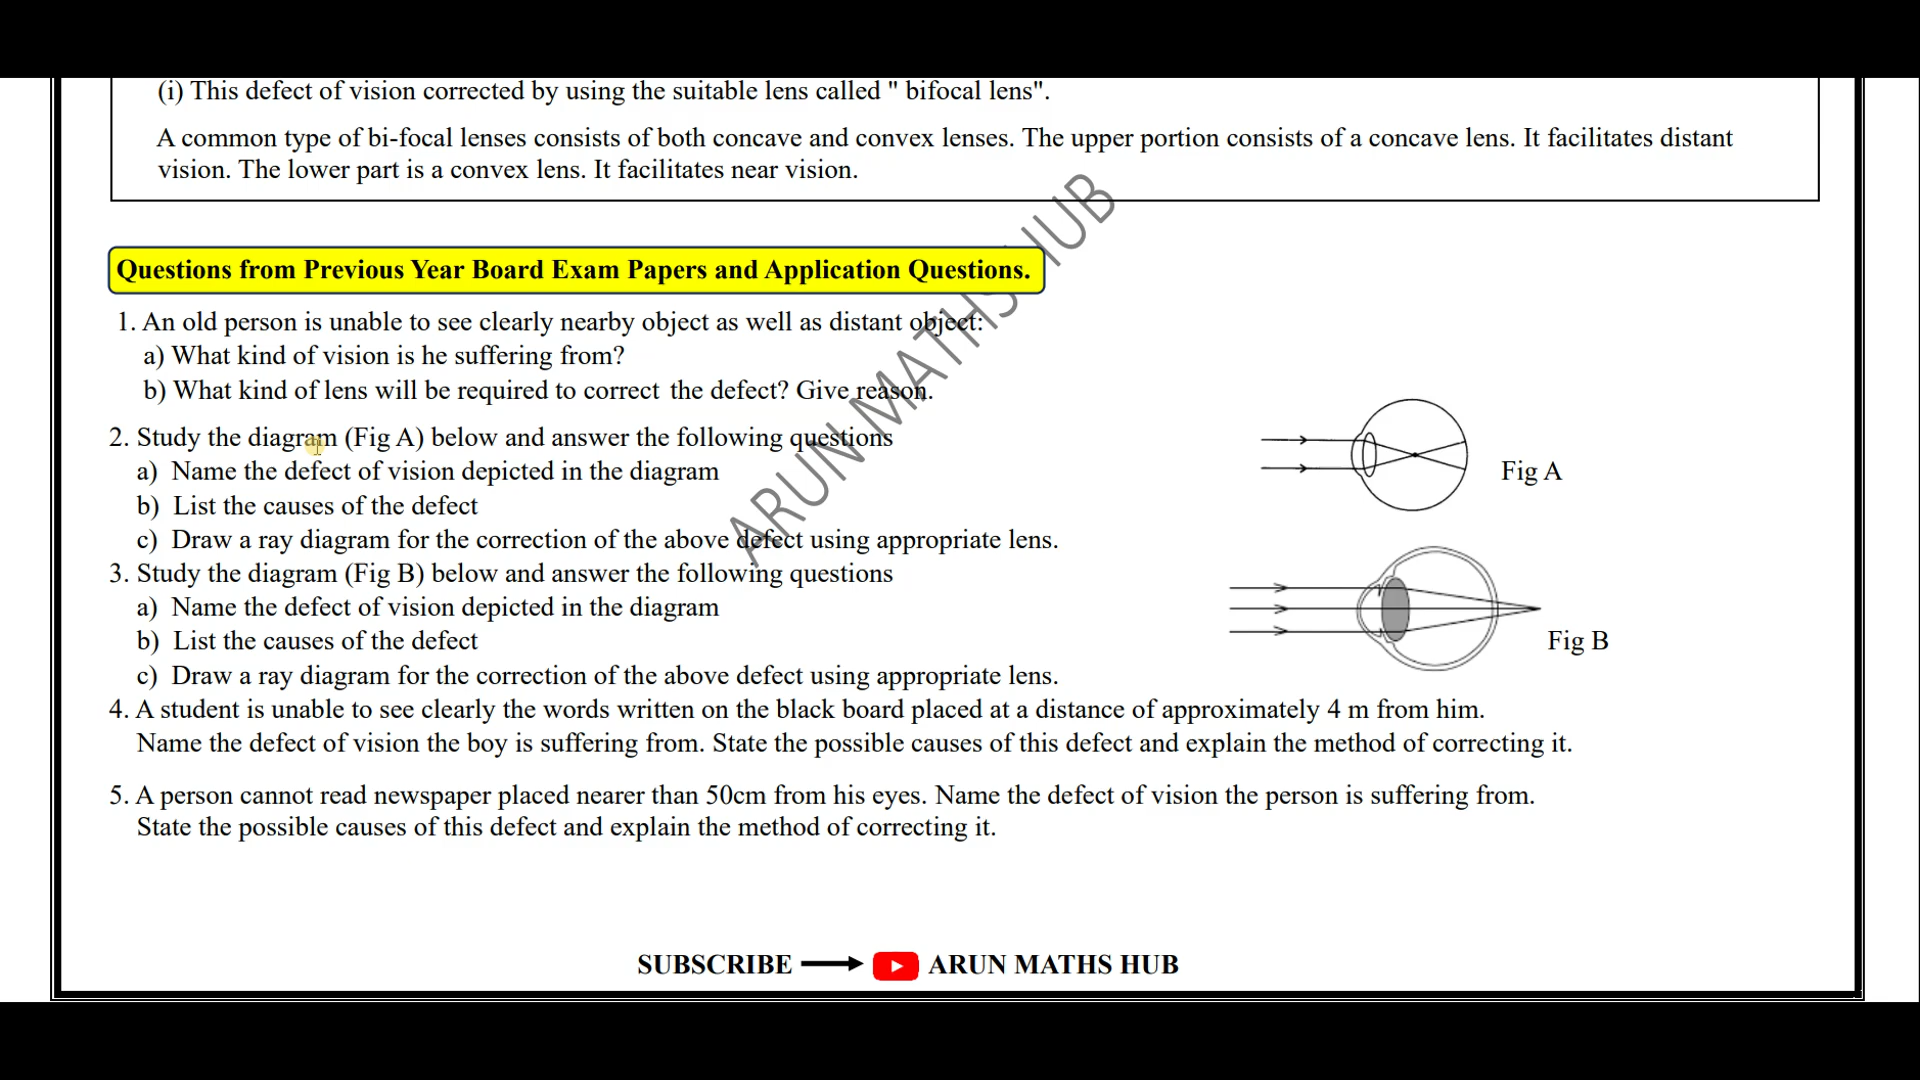 (i) This defect of vision corrected by using the suitable lens called " bifocal lens".
A common type of bi-focal lenses consists of both concave and convex lenses. The upper portion consists of a concave lens. It facilitates distant
vision. The lower part is a convex lens. It facilitates near vision.
Questions from Previous Year Board Exam Papers and Application Questions.
1. An old person is unable to see clearly nearby object as well as distant object:
a) What kind of vision is he suffering from?
b) What kind of lens will be required to correct the defect? Give reason.
2. Study the diagram (Fig A) below and answer the following questions
a) Name the defect of vision depicted in the diagram
b) List the causes of the defect
c) Draw a ray diagram for the correction of the above defect using appropriate lens.
Fig A
3. Study the diagram (Fig B) below and answer the following questions
a) Name the defect of vision depicted in the diagram
b) List the causes of the defect
c) Draw a ray diagram for the correction of the above defect using appropriate lens.
Fig B
4. A student is unable to see clearly the words written on the black board placed at a distance of approximately 4 m from him.
Name the defect of vision the boy is suffering from. State the possible causes of this defect and explain the method of correcting it.
5. A person cannot read newspaper placed nearer than 50cm from his eyes. Name the defect of vision the person is suffering from.
State the possible causes of this defect and explain the method of correcting it.
ARUN MATHS HUB
SUBSCRIBE ARUN MATHS HUB